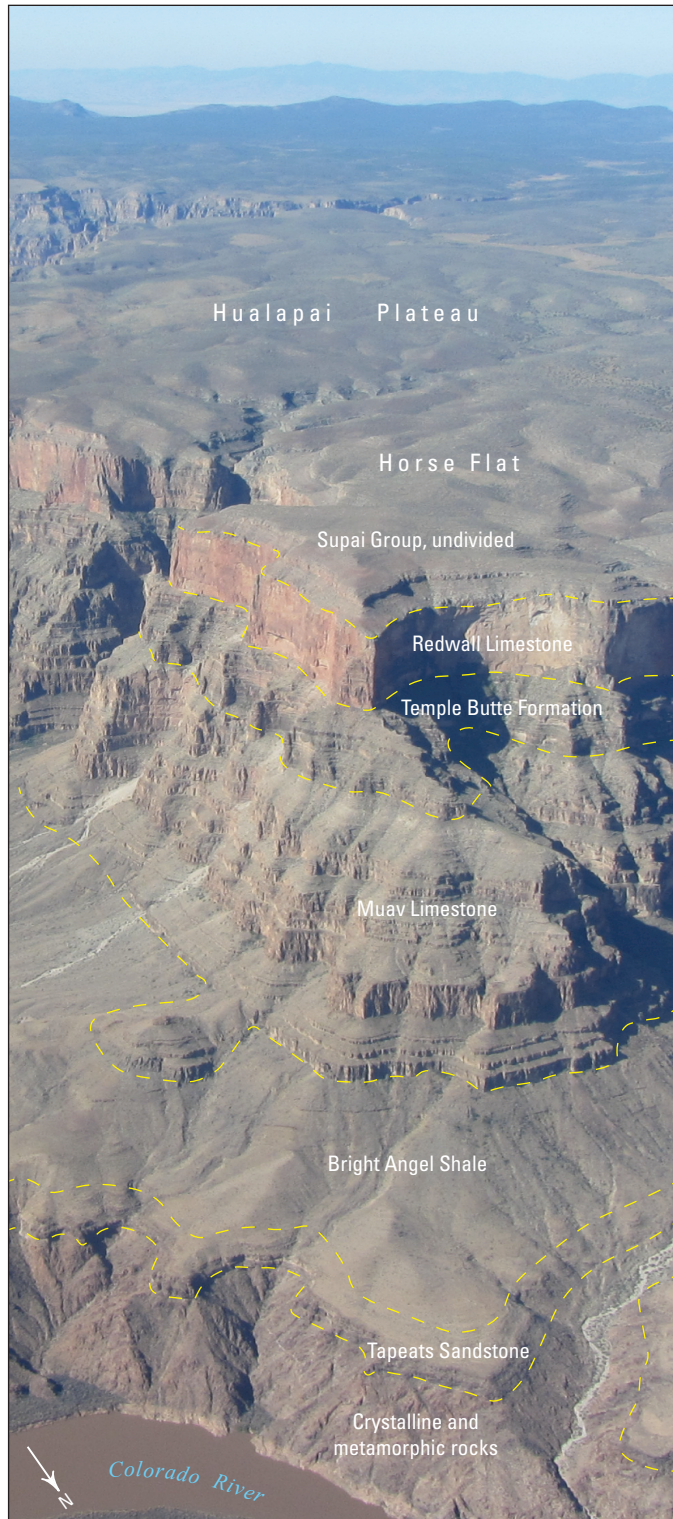 Hualapai Plateau
Horse Flat
Supai Group, undivided
Redwall Limestone
Temple Butte Formation
Muav Limestone
Bright Angel Shale
Tapeats Sandstone
Crystalline and
metamorphic rocks
Colorado River
N